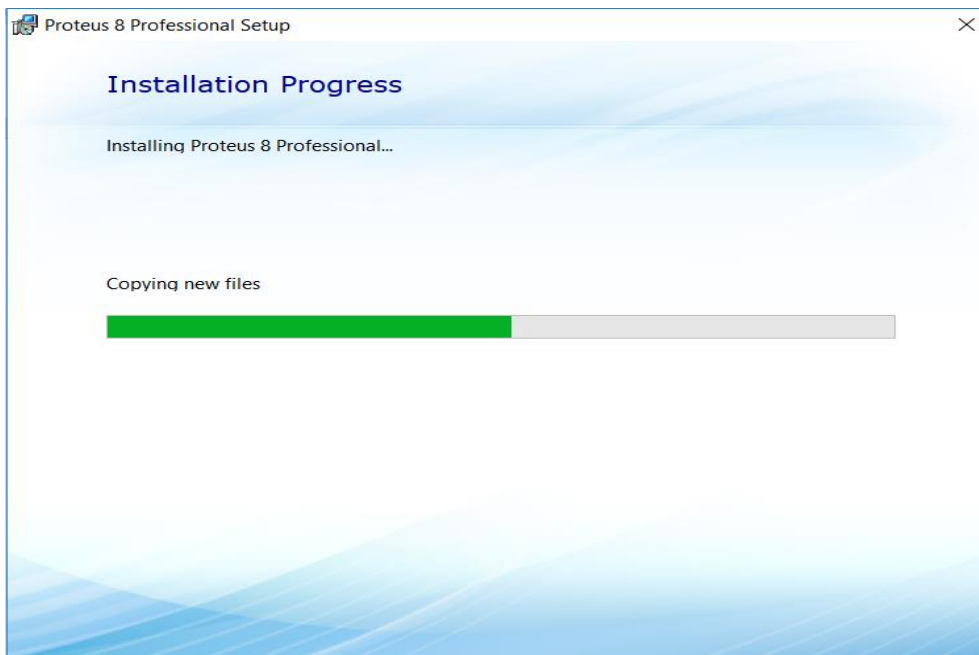 Proteus 8 Professional Setup
Installation Progress
Installing Proteus 8 Professional...
Copying new files